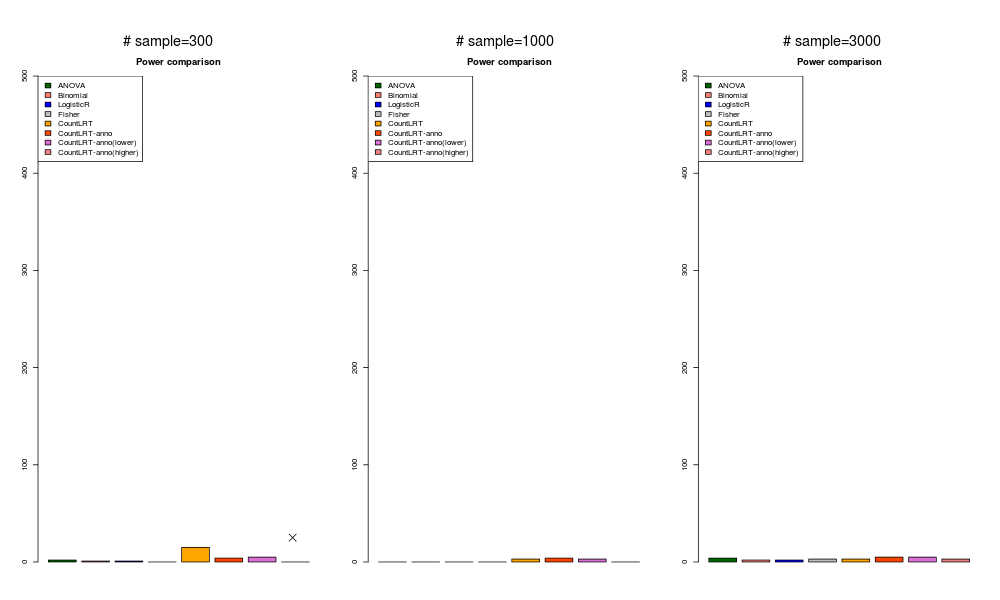 # sample=300
Power comparison
500
400
300
200
100
0
ANOVA
Binomial
LogisticR
Fisher
CountLRT
CountLRT-anno
CountLRT-anno(lower)
CountLRT-anno(higher)
# sample=1000
Power comparison
500
400
300
200
100
0
ANOVA
Binomial
LogisticR
Fisher
CountLRT
CountLRT-anno
CountLRT-anno(lower)
CountLRT-anno(higher)
# sample=3000
Power comparison
500
400
300
200
100
0
ANOVA
Binomial
LogisticR
Fisher
CountLRT
CountLRT-anno
CountLRT-anno(lower)
CountLRT-anno(higher)